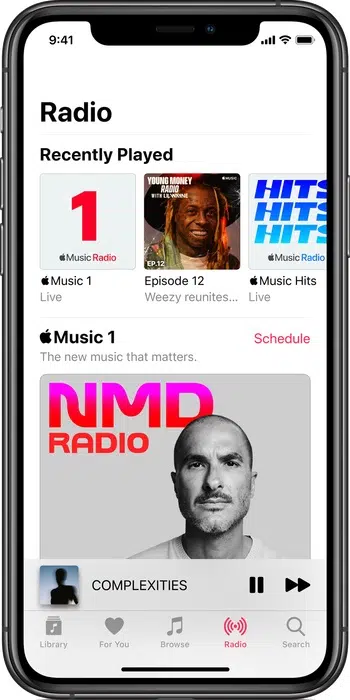 9:41
Radio
Recently Played
YOUNG MONEY
RADIO
WITH LIL WAYNE
MUSIC
EP.12
1
Music Radio
HITS
HITS
HITS
Music Radio
Music 1
Live
Episode 12
Weezy reunites...
Music Hits
Live
Music 1
Schedule
The new music that matters.
NMD
RADIO
COMPLEXITIES
Library
For You
Browse
Radio
Search